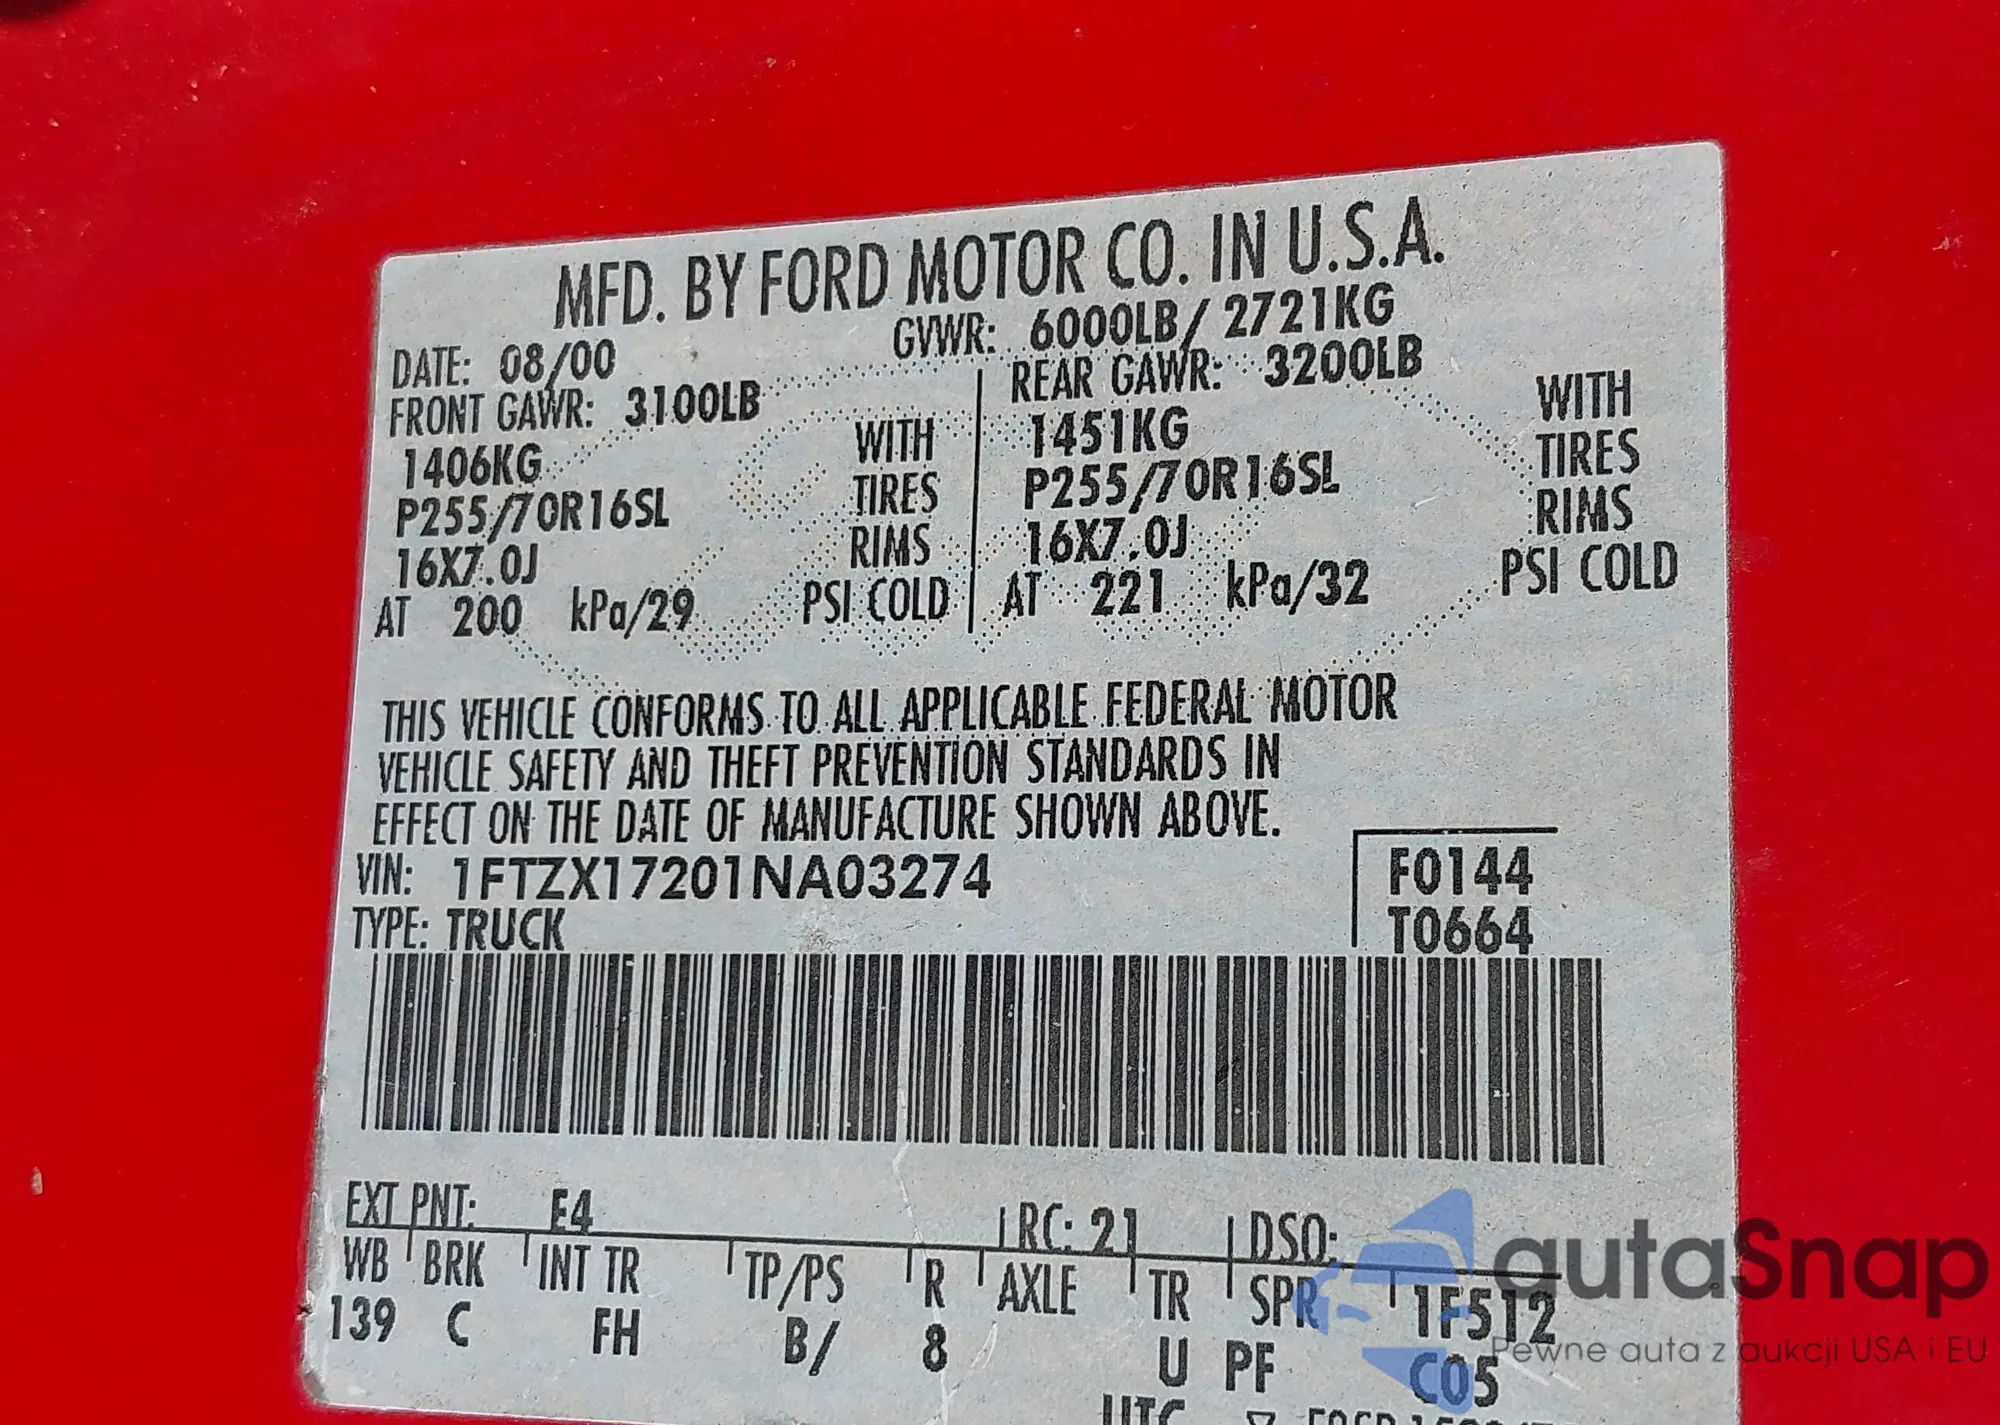 MFD. BY FORD MOTOR CO. IN U.S.A.
DATE: 08/00 GVWR: 6000LB/ 2721KG
FRONT GAWR: 3100LB REAR GAWR: 3200LB
1406KG WITH 1451KG WITH
P255/70R16SL TIRES P255/70R16SL TIRES
16X7.0J RIMS 16X7.0J RIMS
AT 200 kPa/29 PSI COLD AT 221 kPa/32 PSI COLD
THIS VEHICLE CONFORMS TO ALL APPLICABLE FEDERAL MOTOR
VEHICLE SAFETY AND THEFT PREVENTION STANDARDS IN
EFFECT ON THE DATE OF MANUFACTURE SHOWN ABOVE.
VIN: 1FTZX17201NA03274 F0144
TYPE: TRUCK T0664
EXT PNT: E4 RC: 21 DSO:
WB BRK INT TR TP/PS R AXLE TR SPR 1F512
139 C FH B/ 8 U PF C05
UTC
autaSnap
Pewne auta z aukcji USA i EU